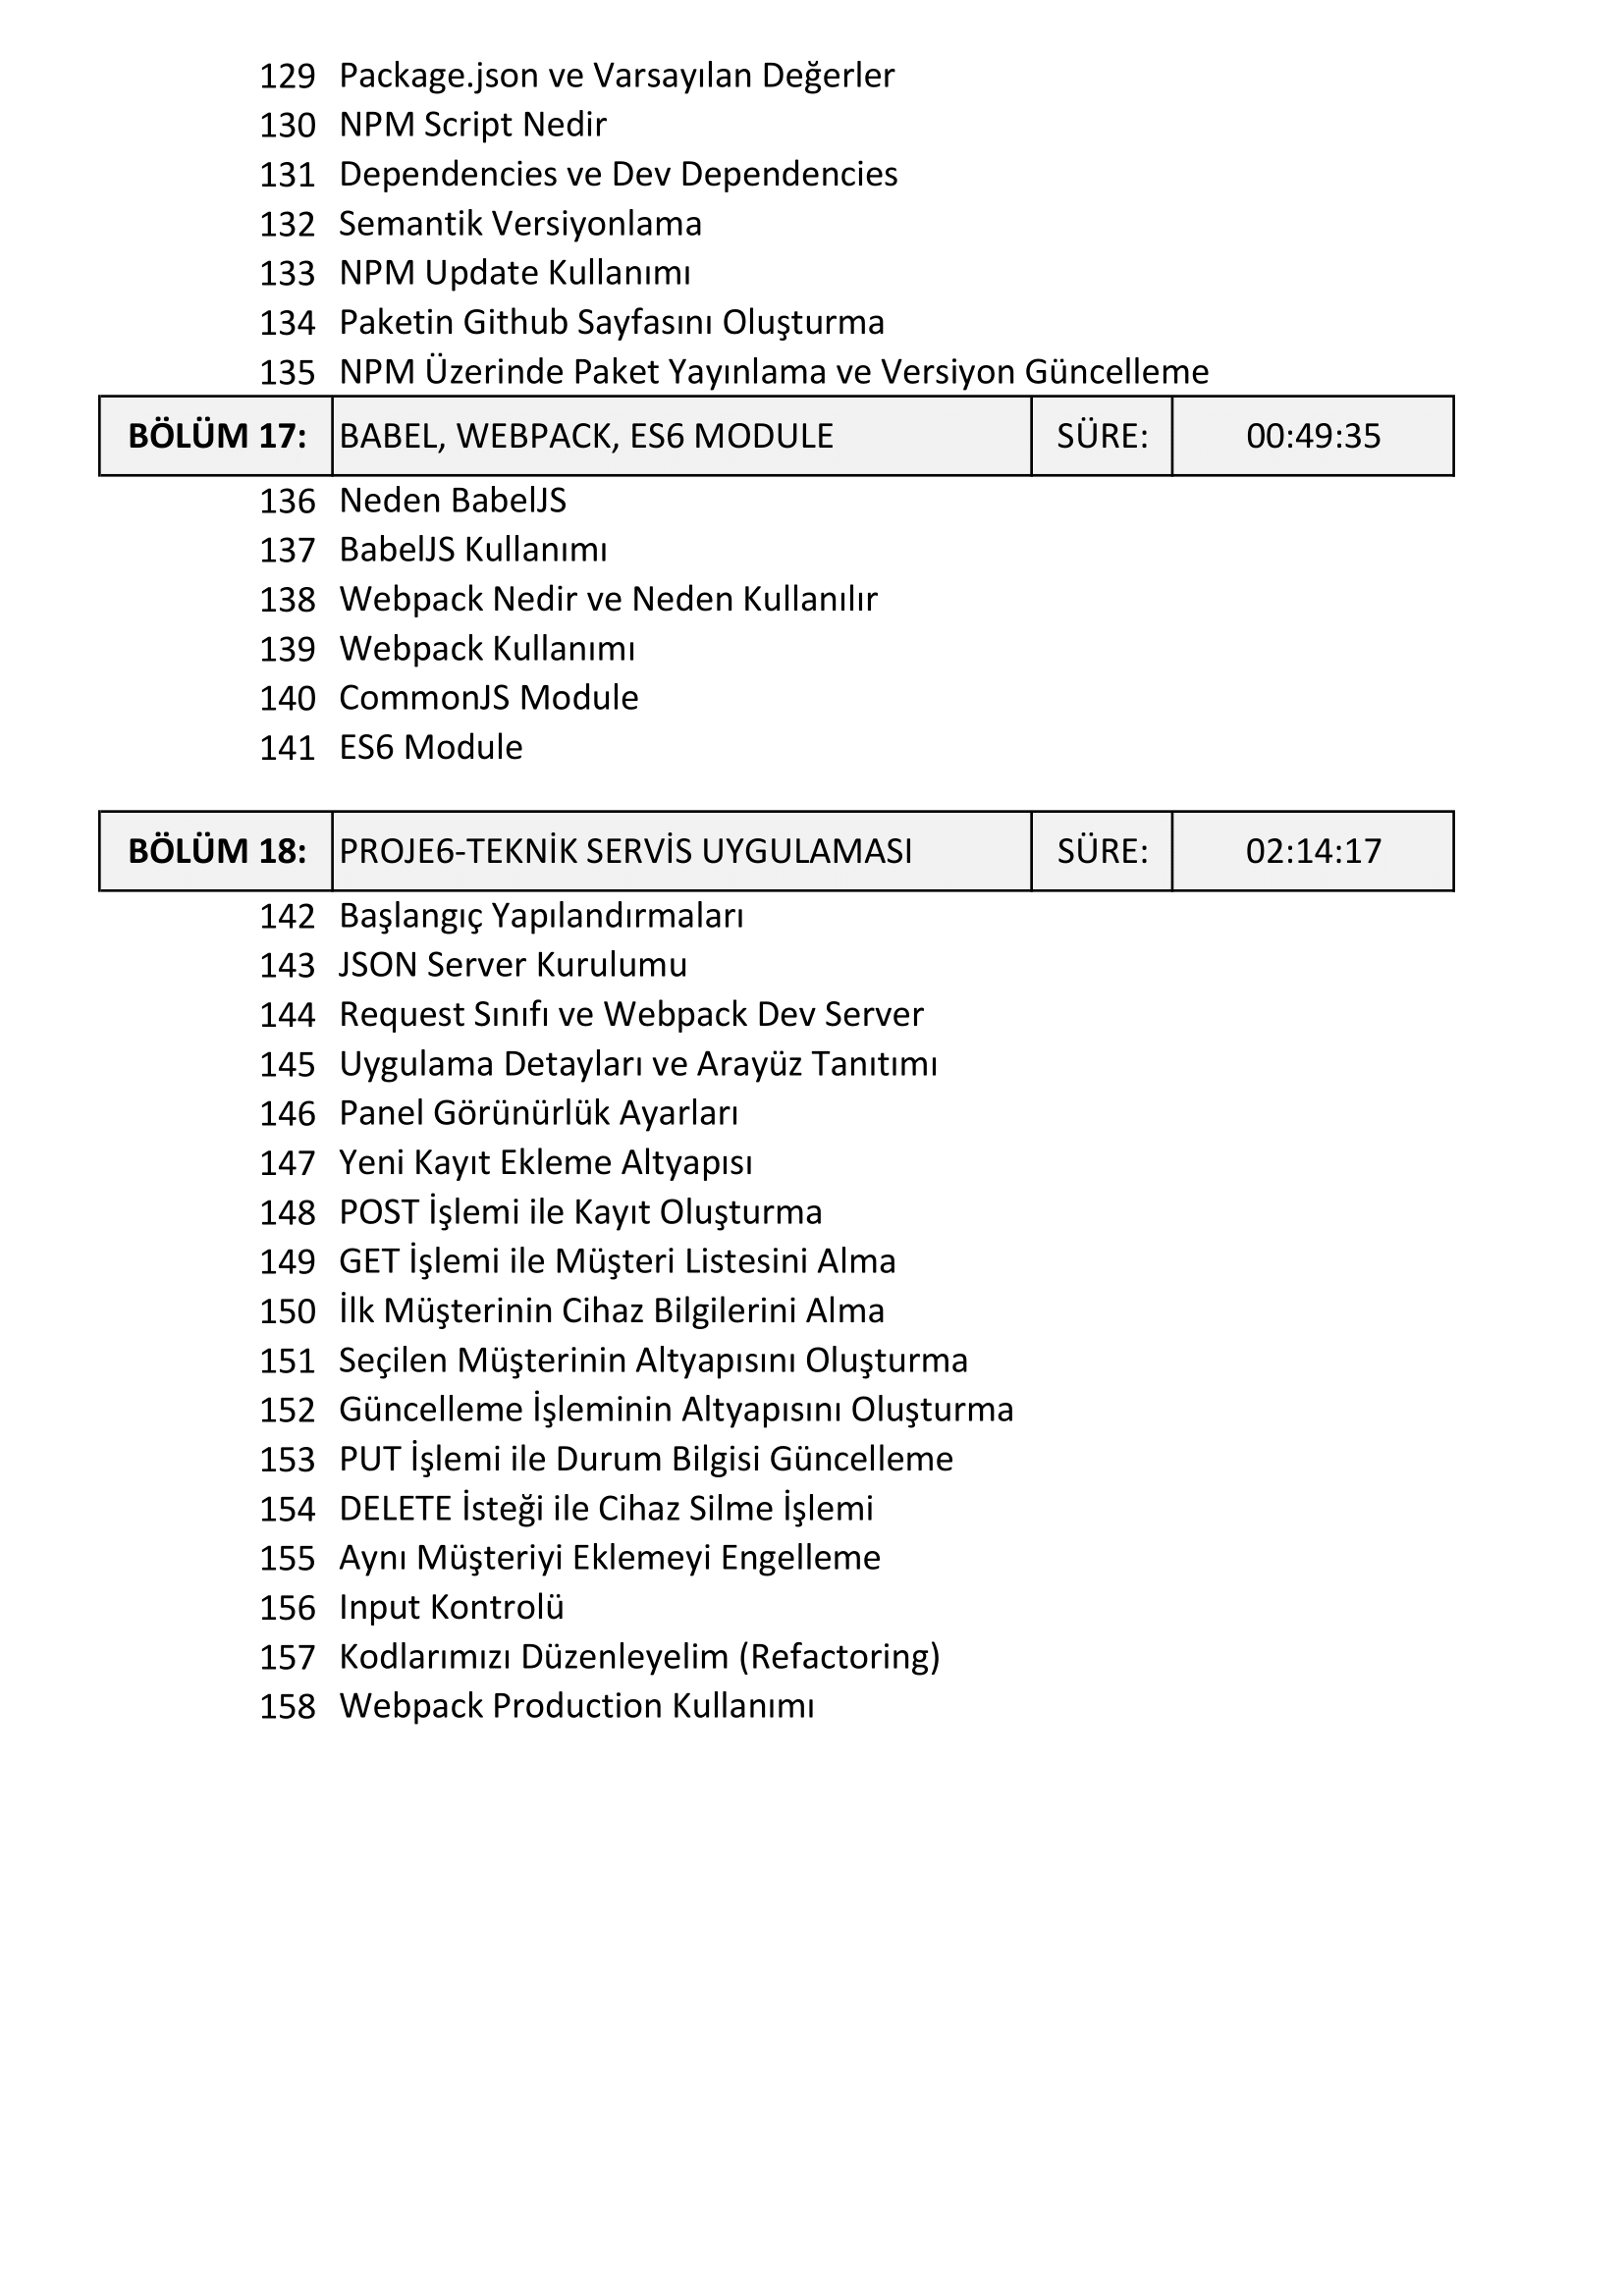 129 Package.json ve Varsayılan Değerler
130 NPM Script Nedir
131 Dependencies ve Dev Dependencies
132 Semantik Versiyonlama
133 NPM Update Kullanımı
134 Paketin Github Sayfasını Oluşturma
135 NPM Üzerinde Paket Yayınlama ve Versiyon Güncelleme
BÖLÜM 17: BABEL, WEBPACK, ES6 MODULE SÜRE: 00:49:35
136 Neden BabelJS
137 BabelJS Kullanımı
138 Webpack Nedir ve Neden Kullanılır
139 Webpack Kullanımı
140 CommonJS Module
141 ES6 Module
BÖLÜM 18: PROJE6-TEKNİK SERVİS UYGULAMASI SÜRE: 02:14:17
142 Başlangıç Yapılandırmaları
143 JSON Server Kurulumu
144 Request Sınıfı ve Webpack Dev Server
145 Uygulama Detayları ve Arayüz Tanıtımı
146 Panel Görünürlük Ayarları
147 Yeni Kayıt Ekleme Altyapısı
148 POST İşlemi ile Kayıt Oluşturma
149 GET İşlemi ile Müşteri Listesini Alma
150 İlk Müşterinin Cihaz Bilgilerini Alma
151 Seçilen Müşterinin Altyapısını Oluşturma
152 Güncelleme İşleminin Altyapısını Oluşturma
153 PUT İşlemi ile Durum Bilgisi Güncelleme
154 DELETE İsteği ile Cihaz Silme İşlemi
155 Aynı Müşteriyi Eklemeyi Engelleme
156 Input Kontrolü
157 Kodlarımızı Düzenleyelim (Refactoring)
158 Webpack Production Kullanımı